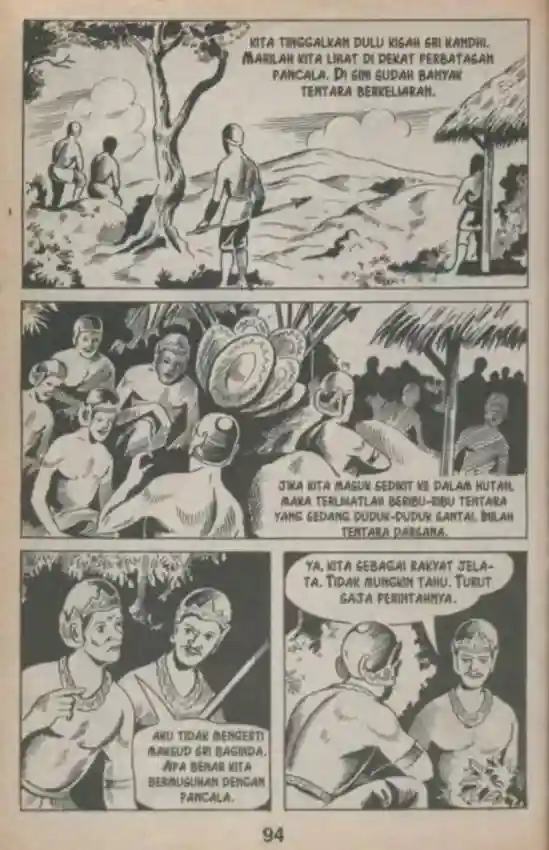 KITA TINGGALKAN DULU KISAH SRI KANDHI.
MARILAH KITA LIHAT DI DEKAT PERBATASAN
PANCALA. DI SINI SUDAH BANYAK
TENTARA BERKELIARAN.
JIKA KITA MASUK SEDIKIT KE DALAM HUTAN,
MAKA TERLIHATLAH BERIBU-RIBU TENTARA
YANG SEDANG DUDUK-DUDUK SANTAI. INILAH
TENTARA DARSANA.
AKU TIDAK MENGERTI
MAKSUD SRI BAGINDA.
APA BENAR KITA
BERMUSUHAN DENGAN
PANCALA.
YA, KITA SEBAGAI RAKYAT JELA-
TA. TIDAK MUNGKIN TAHU. TURUT
SAJA PERINTAHNYA.
94